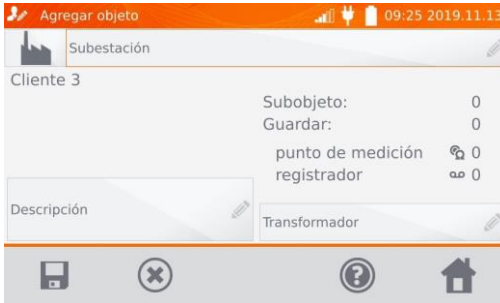 Agregar objeto 09:25 2019.11.13
Subestación
Cliente 3
Subobjeto: 0
Guardar: 0
punto de medición 0
registrador 0
Descripción
Transformador